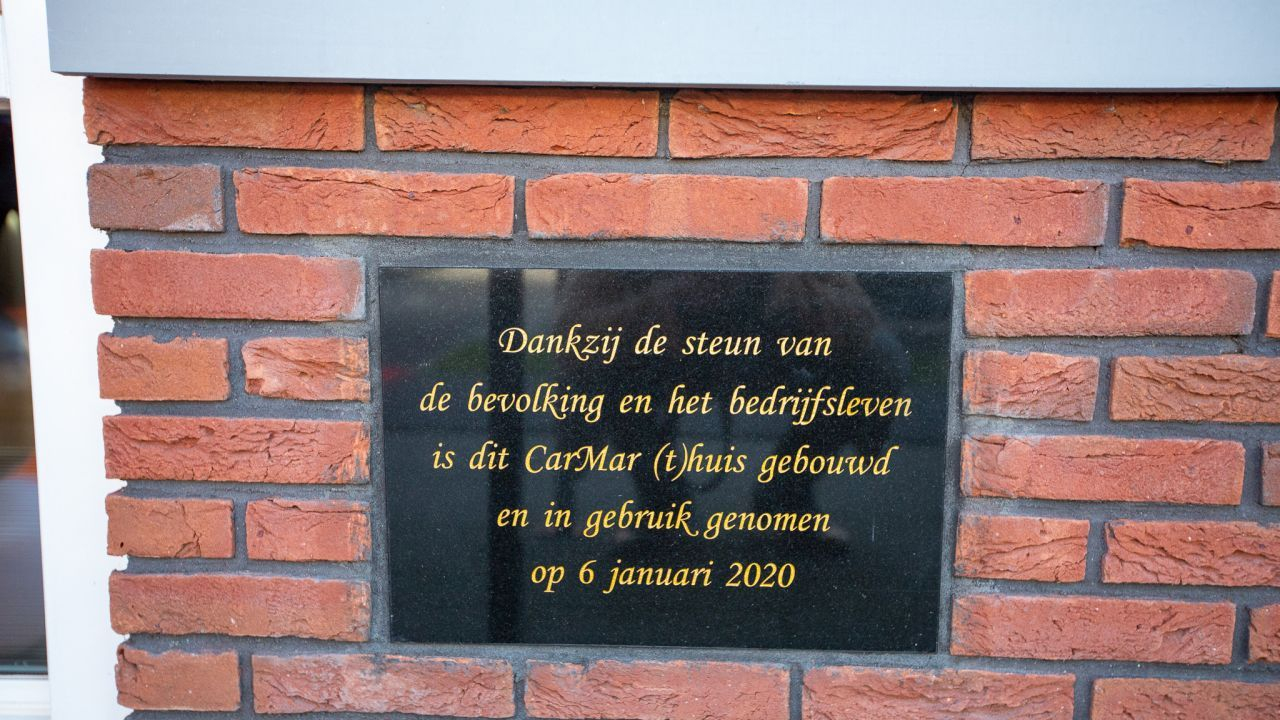 Dankzij de steun van
de bevolking en het bedrijfsleven
is dit CarMar (t)huis gebouwd
en in gebruik genomen
op 6 januari 2020